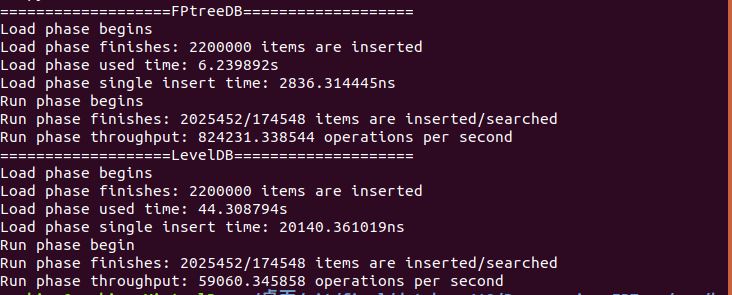 ===================FPtreeDB===================
Load phase begins
Load phase finishes: 2200000 items are inserted
Load phase used time: 6.239892s
Load phase single insert time: 2836.314445ns
Run phase begins
Run phase finishes: 2025452/174548 items are inserted/searched
Run phase throughput: 824231.338544 operations per second
===================LevelDB====================
Load phase begins
Load phase finishes: 2200000 items are inserted
Load phase used time: 44.308794s
Load phase single insert time: 20140.361019ns
Run phase begin
Run phase finishes: 2025452/174548 items are inserted/searched
Run phase throughput: 59060.345858 operations per second